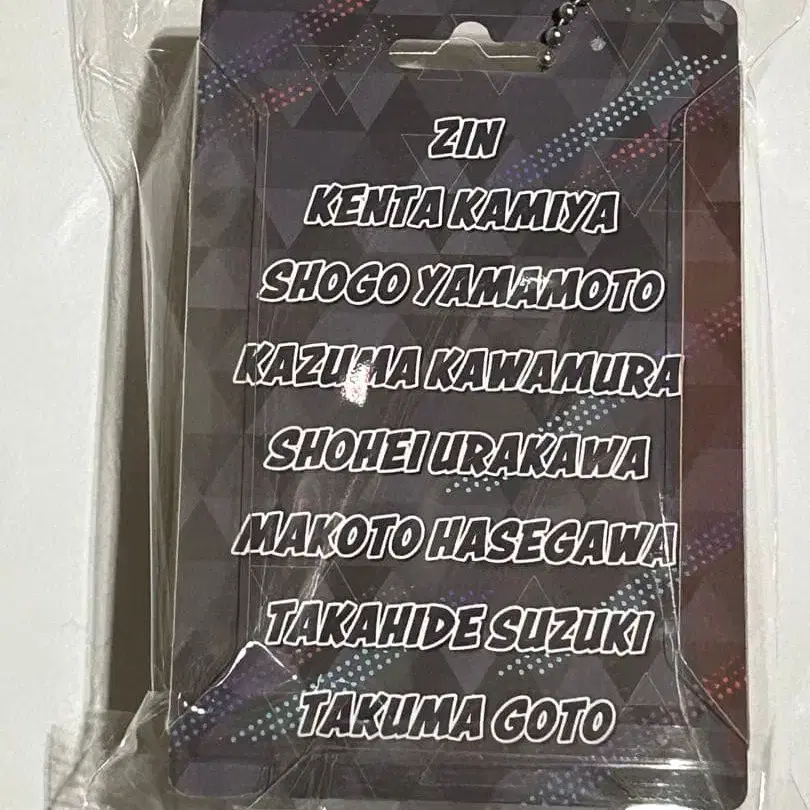 ZIN
KENTA KAMIYA
SHOGO YAMAMOTO
KAZUMA KAWAMURA
SHOHEI URAKAWA
MAKOTO HASEGAWA
TAKAHIDE SUZUKI
TAKUMA GOTO